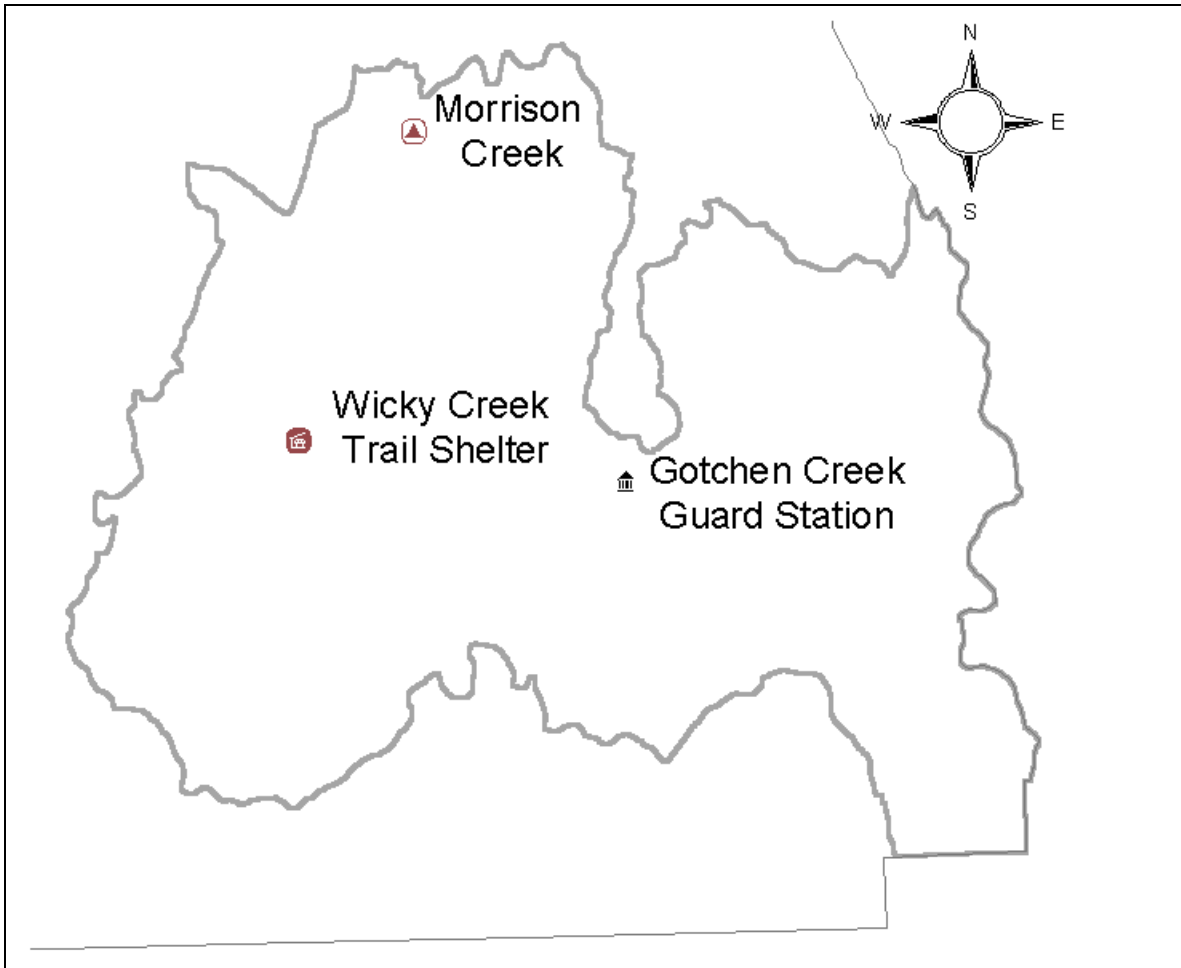 N
W
E
S
Morrison
Creek
Wicky Creek
Trail Shelter
Gotchen Creek
Guard Station